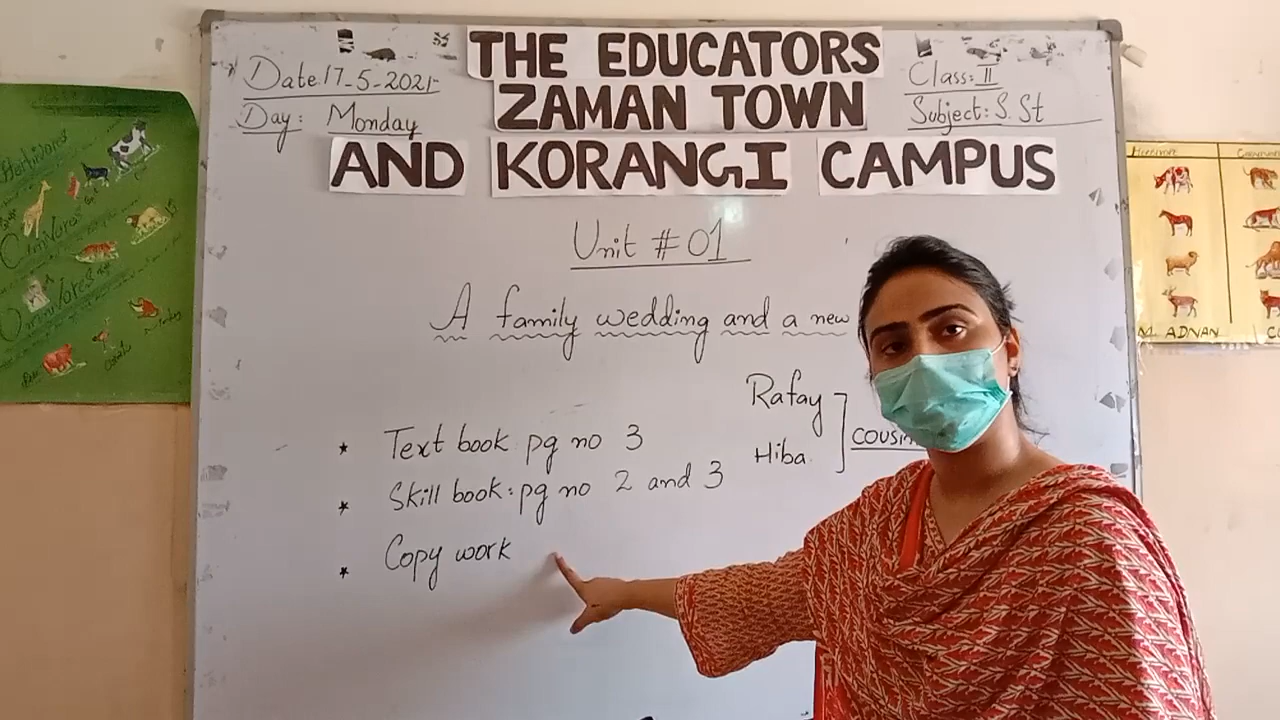 THE EDUCATORS
ZAMAN TOWN
AND KORANGI CAMPUS
Date 17-5-2021
Day: Monday
Class: II
Subject: S. St
Unit # 01
A family wedding and a new
Rafay
Hiba
* Text book pg no 3
* Skill book: pg no 2 and 3
* Copy work
Herbivores
Omnivores
M. ADNAN